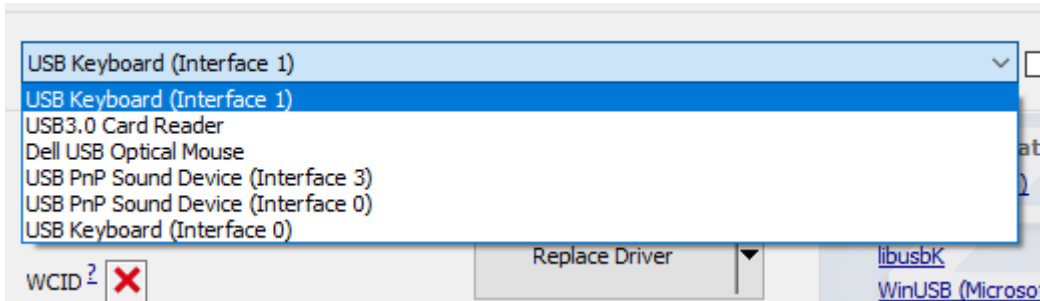 USB Keyboard (Interface 1)
USB Keyboard (Interface 1)
USB3.0 Card Reader
Dell USB Optical Mouse
USB PnP Sound Device (Interface 3)
USB PnP Sound Device (Interface 0)
USB Keyboard (Interface 0)
WCID ?
Replace Driver
libusbK
WinUSB